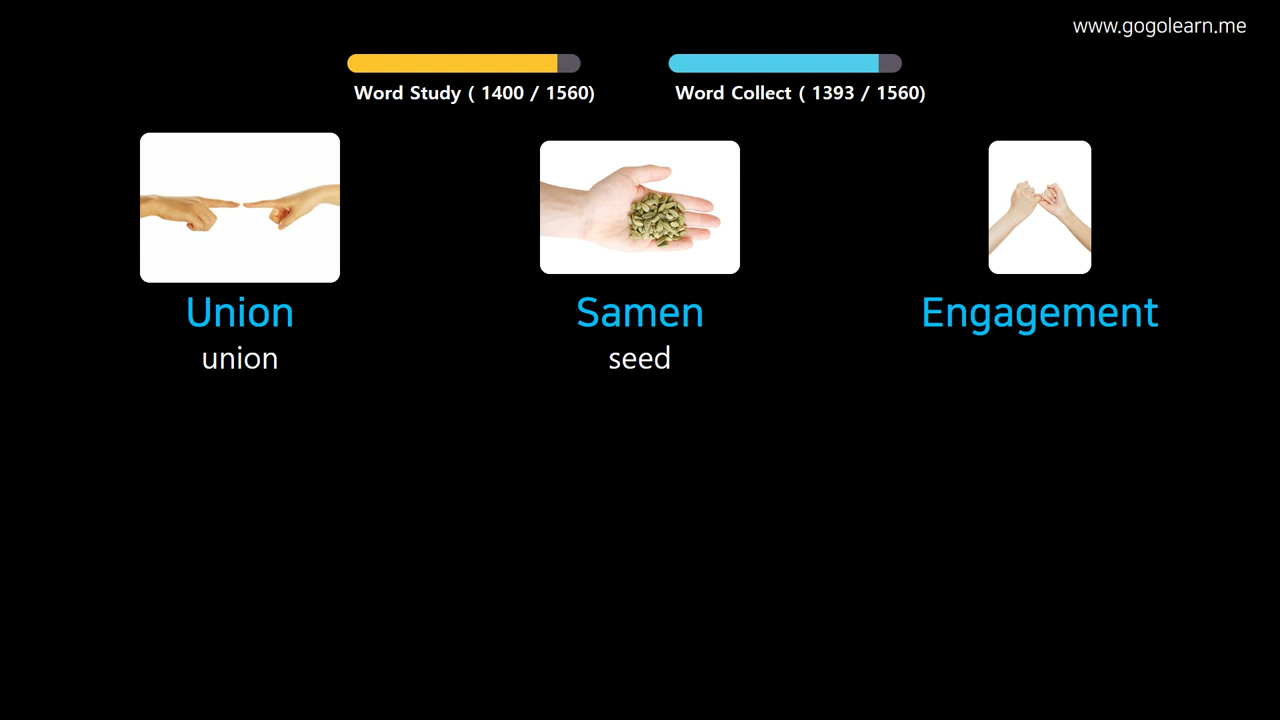 www.gogolearn.me
Word Study ( 1400 / 1560)
Word Collect ( 1393 / 1560)
Union
union
Samen
seed
Engagement